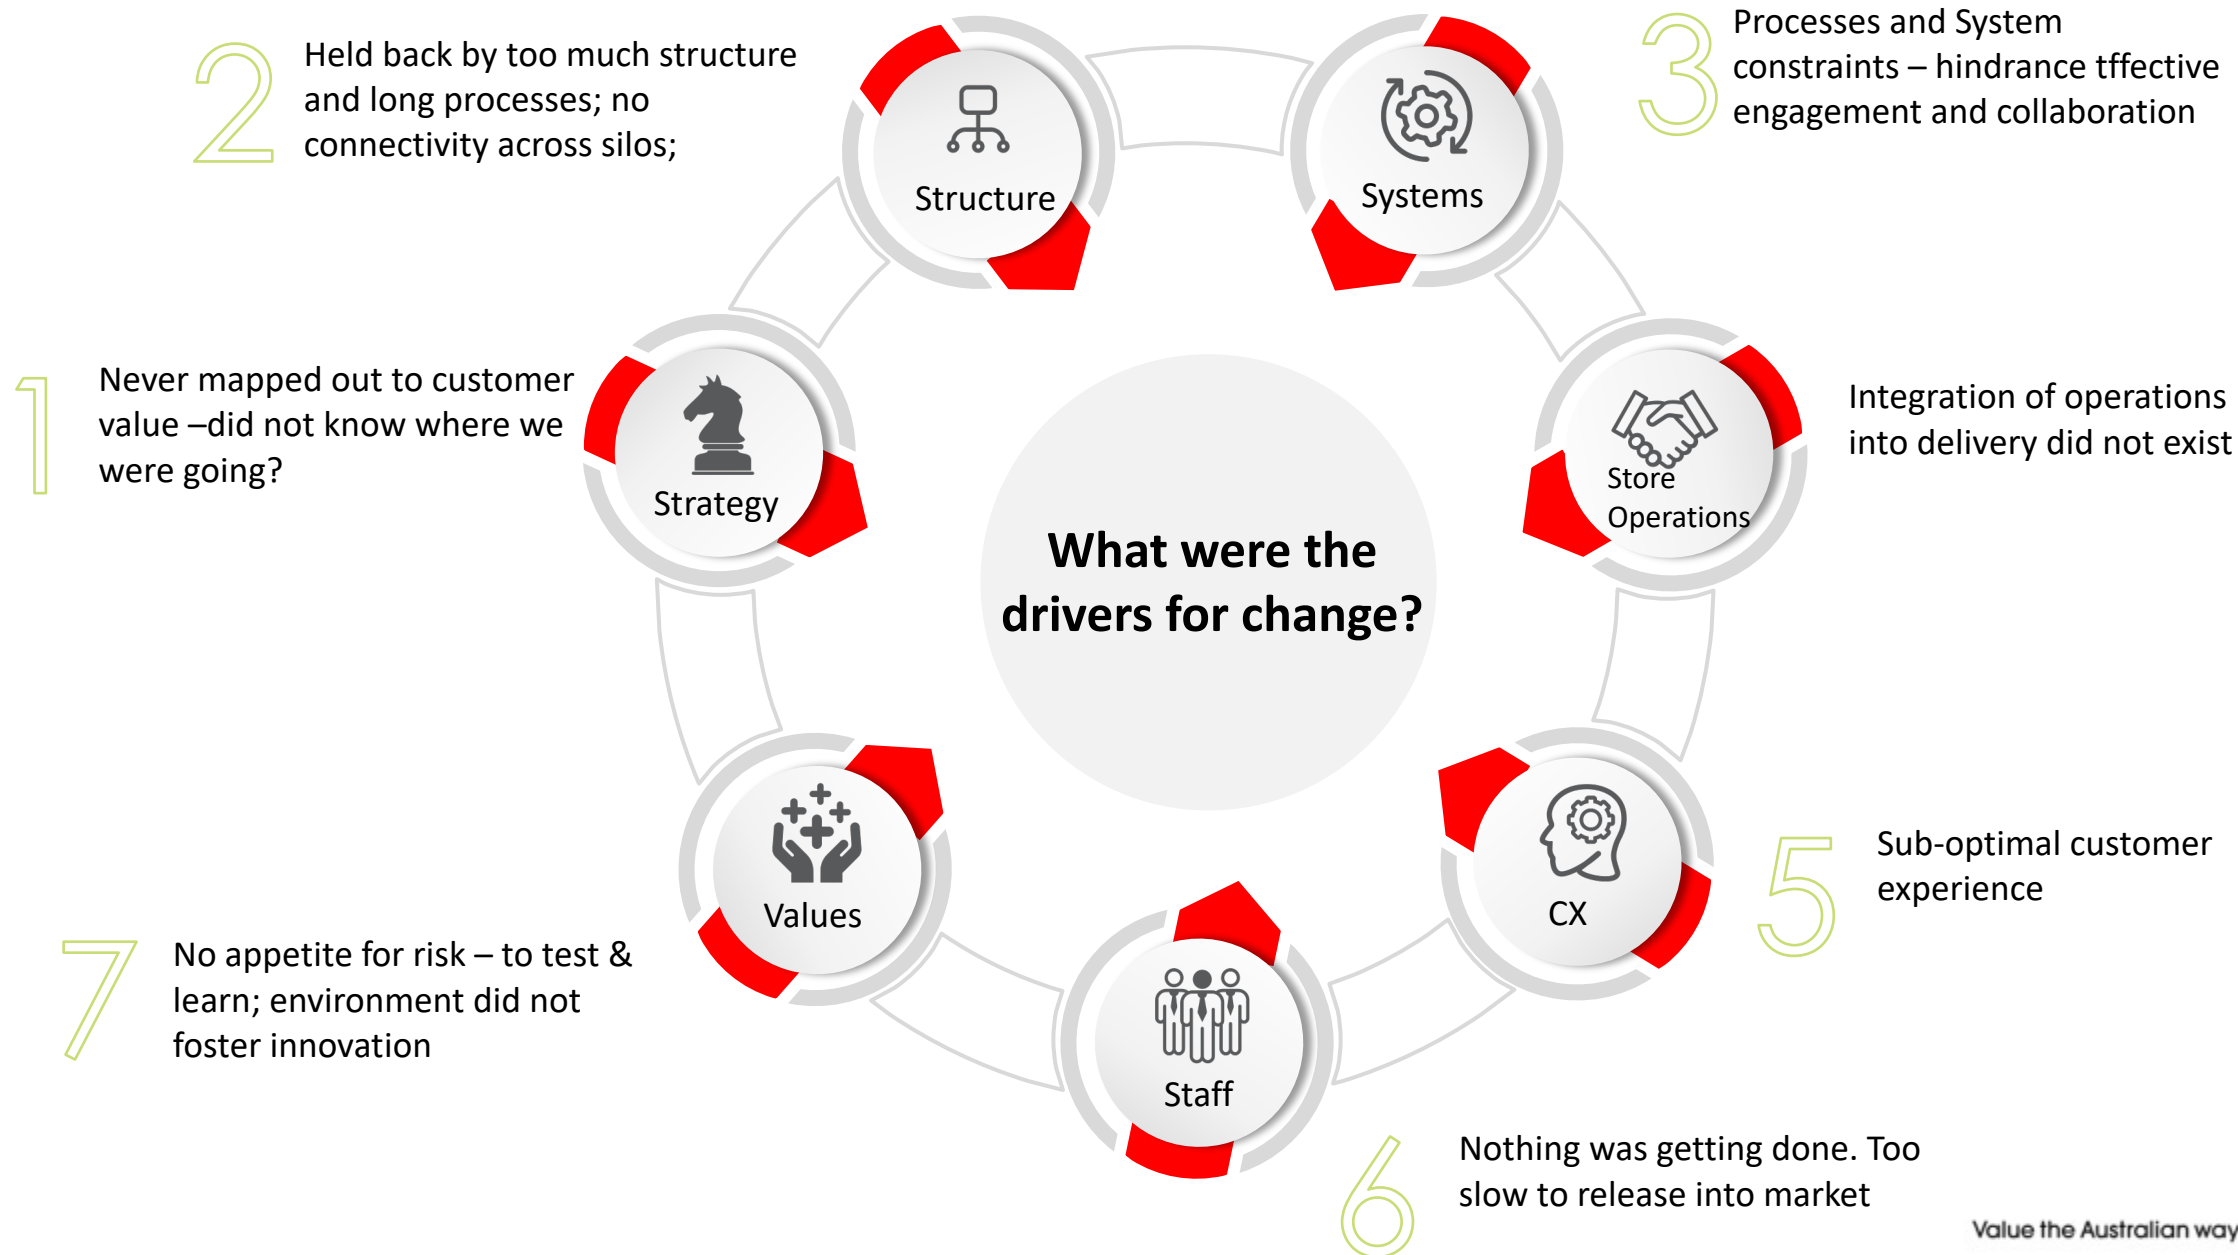 2
Held back by too much structure
and long processes; no
connectivity across silos;
Structure
Systems
3
Processes and System
constraints – hindrance tffective
engagement and collaboration
1
Never mapped out to customer
value –did not know where we
were going?
Strategy
What were the
drivers for change?
Store
Operations
Integration of operations
into delivery did not exist
Values
7
No appetite for risk – to test &
learn; environment did not
foster innovation
CX
5
Sub-optimal customer
experience
Staff
6
Nothing was getting done. Too
slow to release into market
Value the Australian way